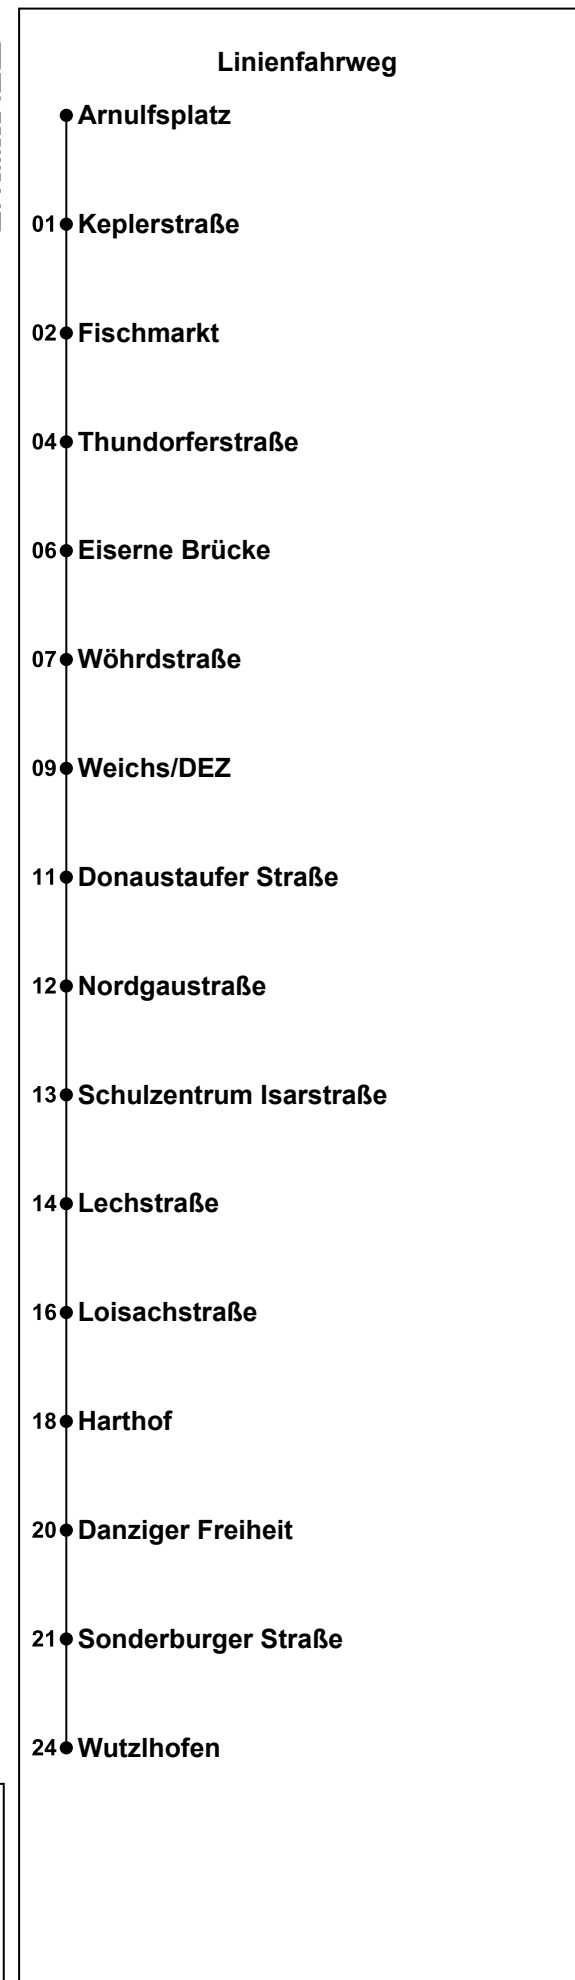 Linienfahrweg
Arnulfsplatz
01 Keplerstraße
02 Fischmarkt
04 Thundorferstraße
06 Eiserne Brücke
07 Wöhrdstraße
09 Weichs/DEZ
11 Donaustaufer Straße
12 Nordgaustraße
13 Schulzentrum Isarstraße
14 Lechstraße
16 Loisachstraße
18 Harthof
20 Danziger Freiheit
21 Sonderburger Straße
24 Wutzlhofen